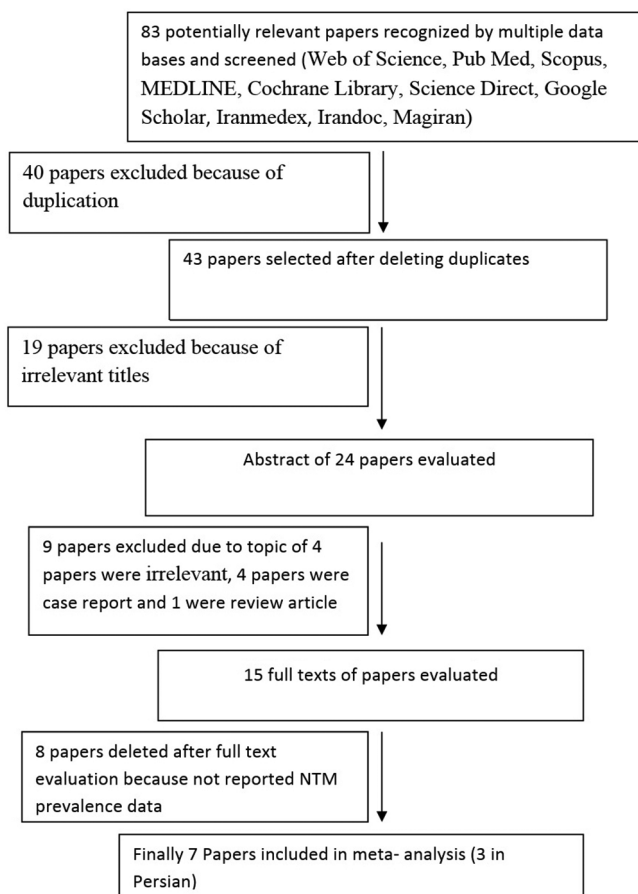 83 potentially relevant papers recognized by multiple data
bases and screened (Web of Science, Pub Med, Scopus,
MEDLINE, Cochrane Library, Science Direct, Google
Scholar, Iranmedex, Irandoc, Magiran)
40 papers excluded because of
duplication
43 papers selected after deleting duplicates
19 papers excluded because of
irrelevant titles
Abstract of 24 papers evaluated
9 papers excluded due to topic of 4
papers were irrelevant, 4 papers were
case report and 1 were review article
15 full texts of papers evaluated
8 papers deleted after full text
evaluation because not reported NTM
prevalence data
Finally 7 Papers included in meta- analysis (3 in
Persian)